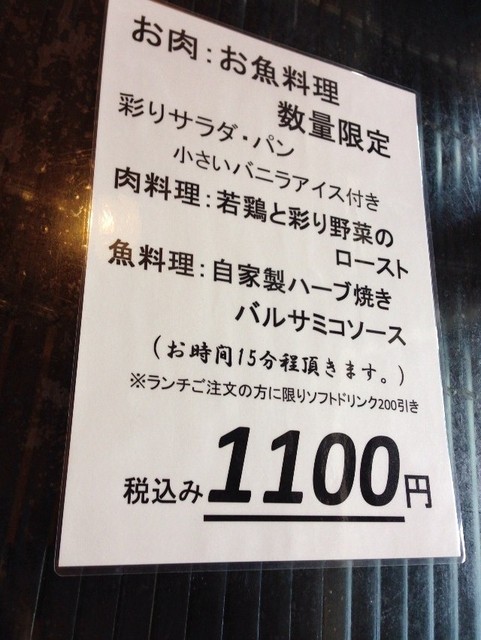 お肉：お魚料理
数量限定
彩りサラダ・パン
小さいバニラアイス付き
肉料理：若鶏と彩り野菜の
ロースト
魚料理：自家製ハーブ焼き
バルサミコソース
（お時間15分程頂きます。）
※ランチご注文の方に限りソフトドリンク200引き
税込み1100円